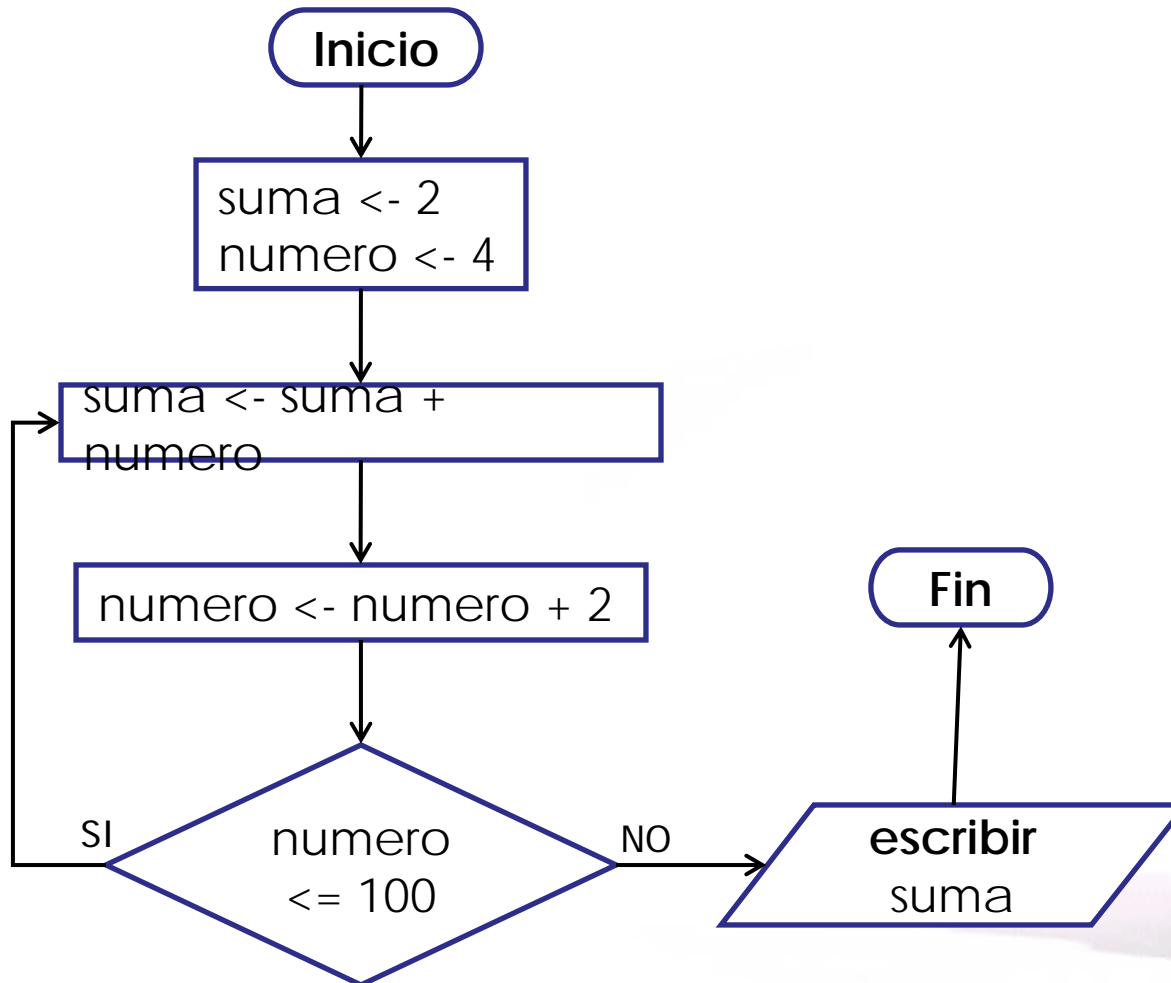 Inicio
suma <- 2
numero <- 4
suma <- suma +
numero
numero <- numero + 2
numero
<= 100
SI
NO
escribir
suma
Fin